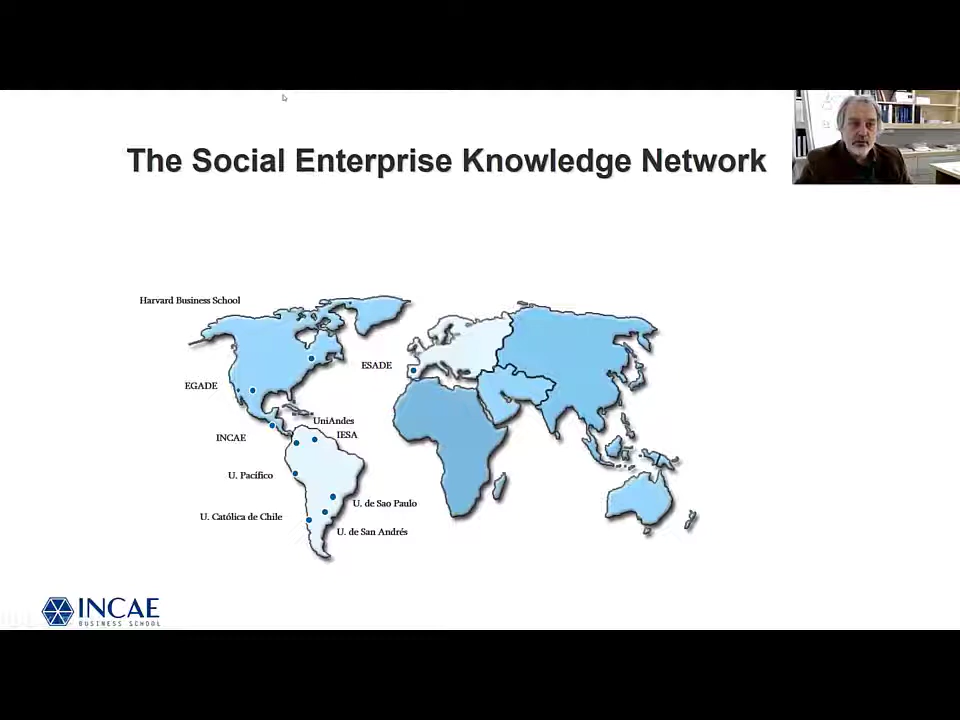 The Social Enterprise Knowledge Network
Harvard Business School
ESADE
EGADE
UniAndes
IESA
INCAE
U. Pacífico
U. de Sao Paulo
U. Católica de Chile
U. de San Andrés
INCAE
BUSINESS SCHOOL